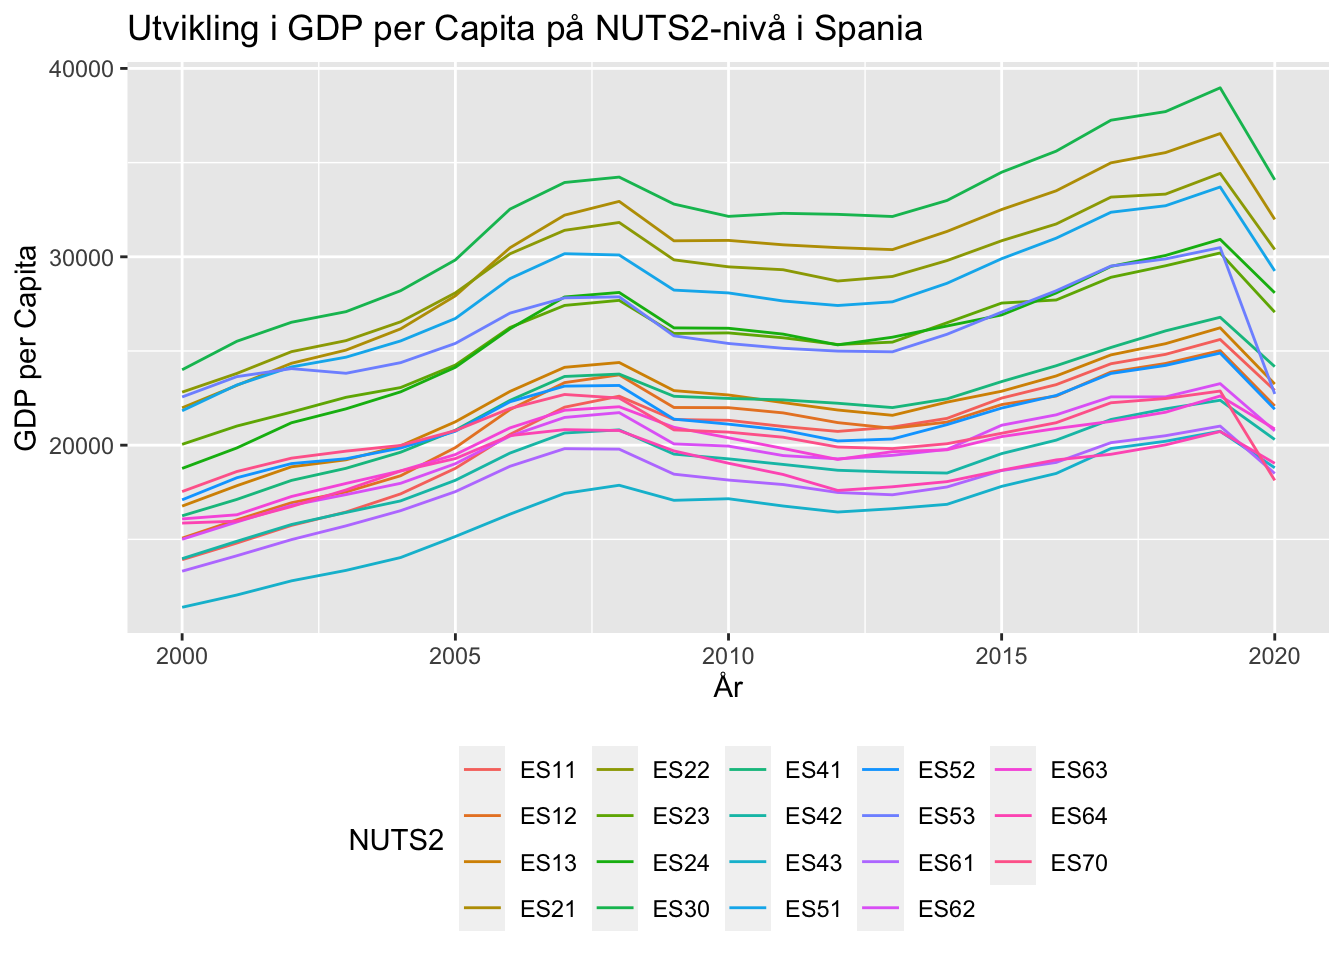 Utvikling i GDP per Capita på NUTS2-nivå i Spania
40000
30000
20000
GDP per Capita
2000 2005 2010 2015 2020
År
NUTS2
ES11 ES22 ES41 ES52 ES63
ES12 ES23 ES42 ES53 ES64
ES13 ES24 ES43 ES61 ES70
ES21 ES30 ES51 ES62